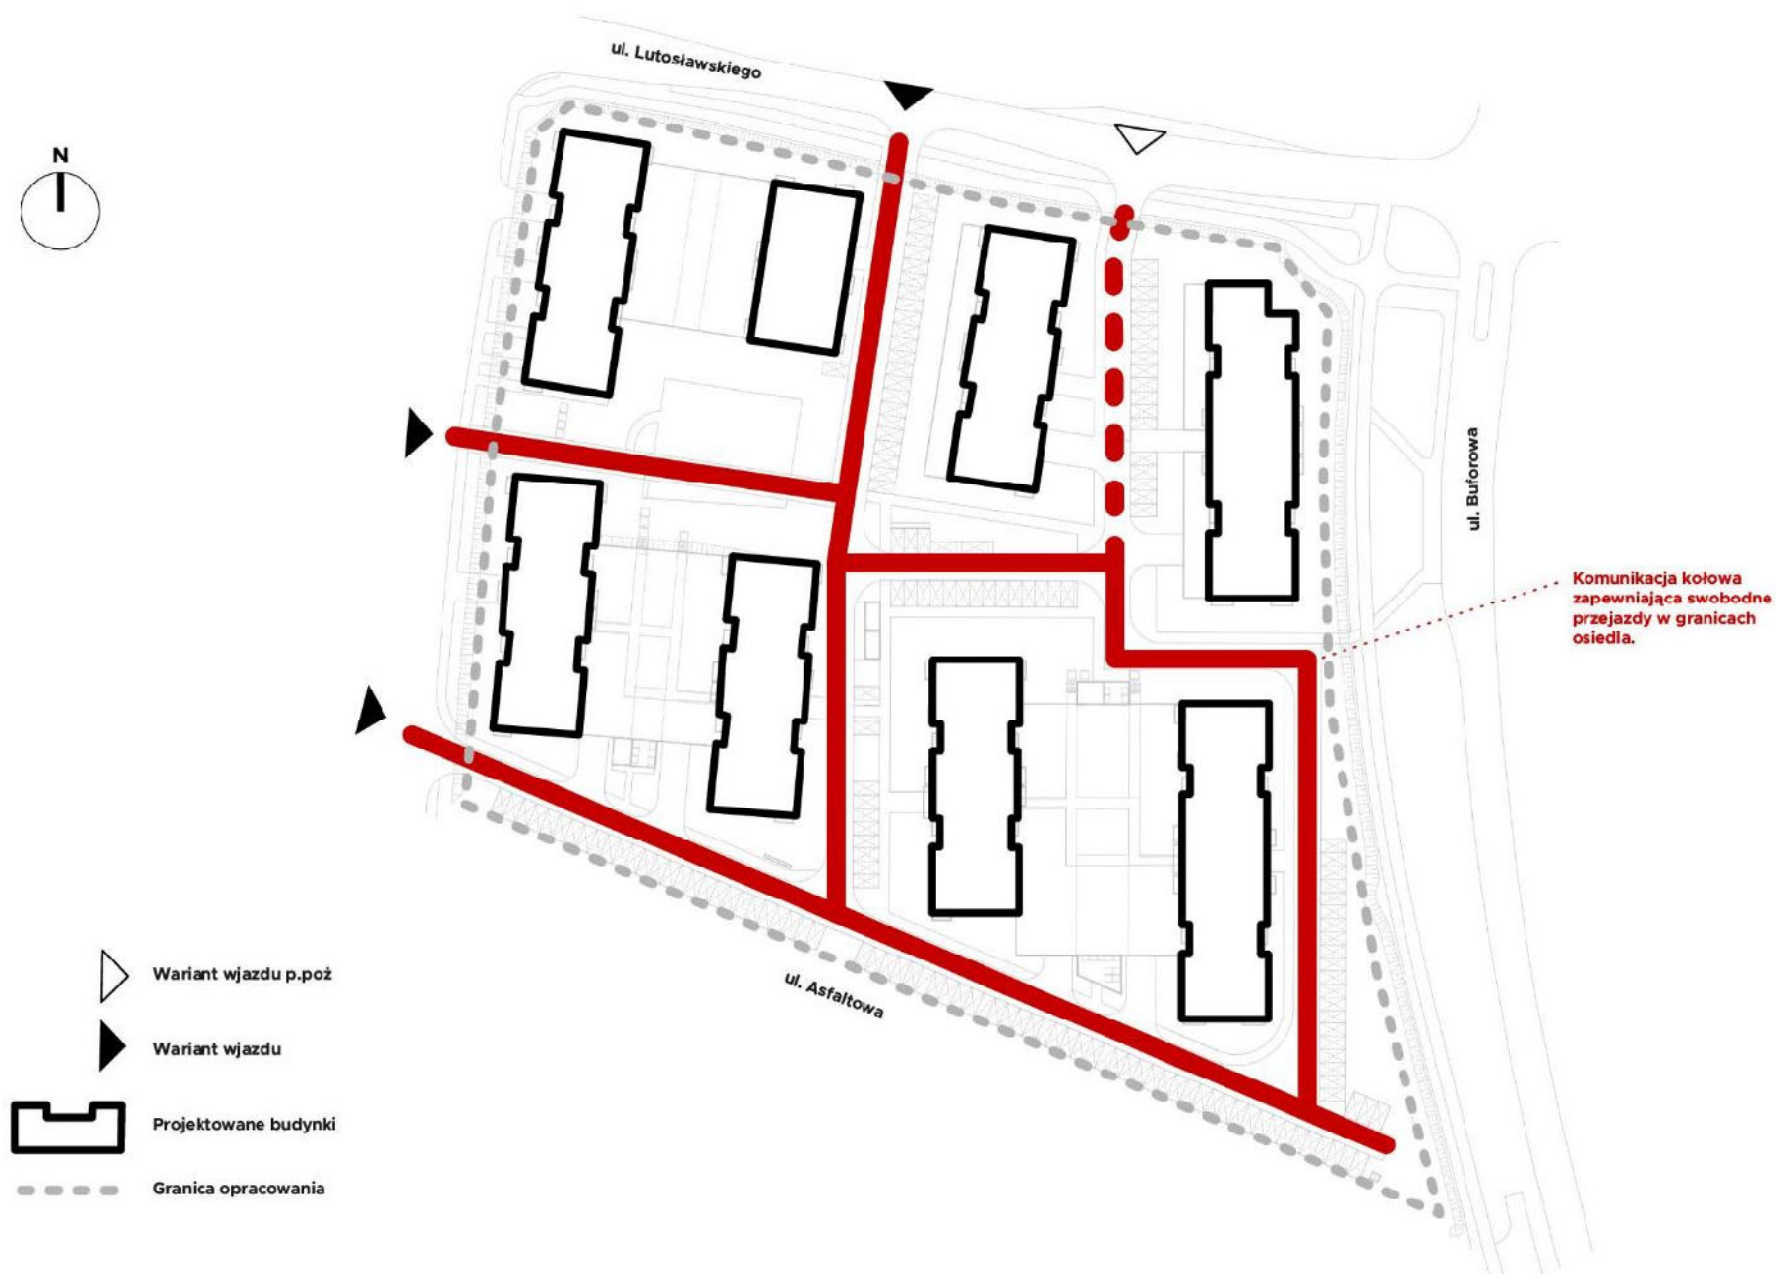 ul. Lutosławskiego
N
ul. Buforowa
Komunikacja kołowa
zapewniająca swobodne
przejazdy w granicach
osiedla.
ul. Asfaltowa
Wariant wjazdu p.poż
Wariant wjazdu
Projektowane budynki
Granica opracowania